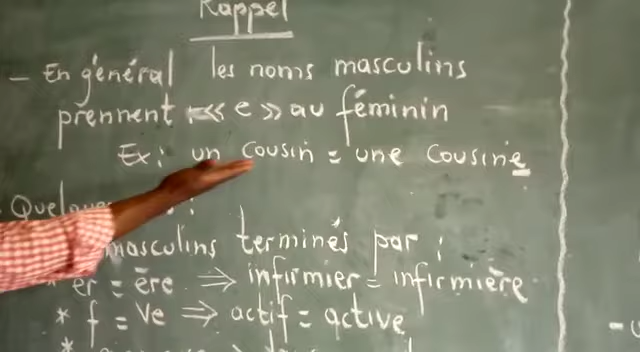 Rappel
- En général les noms masculins
prennent « e » au féminin
Ex: un cousin = une cousine
masculins terminés par :
* er = ère ⇒ infirmier = infirmière
* f = ve ⇒ actif = active
*